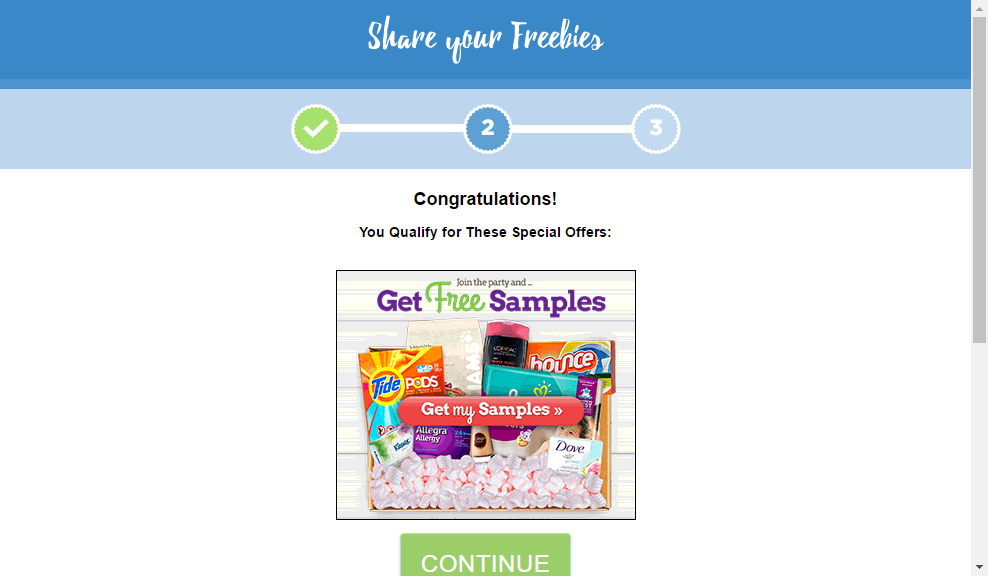 Share your Freebies
2
3
Congratulations!
You Qualify for These Special Offers:
Join the party and ...
Get Free Samples
L'ORÉAL
bounce
Tide PODS
Get my Samples »
Allegra
Allergy
Kleenex
Dove
CONTINUE